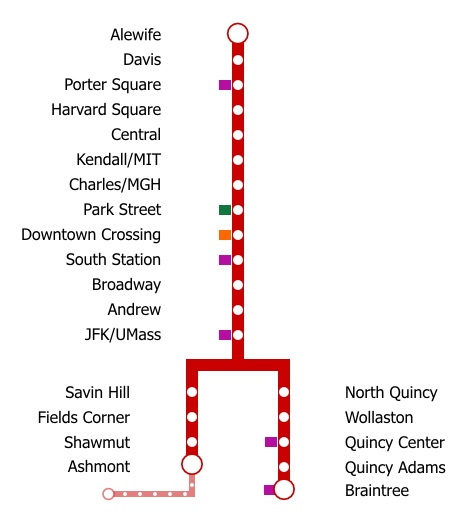 Alewife
Davis
Porter Square
Harvard Square
Central
Kendall/MIT
Charles/MGH
Park Street
Downtown Crossing
South Station
Broadway
Andrew
JFK/UMass
Savin Hill
Fields Corner
Shawmut
Ashmont
North Quincy
Wollaston
Quincy Center
Quincy Adams
Braintree